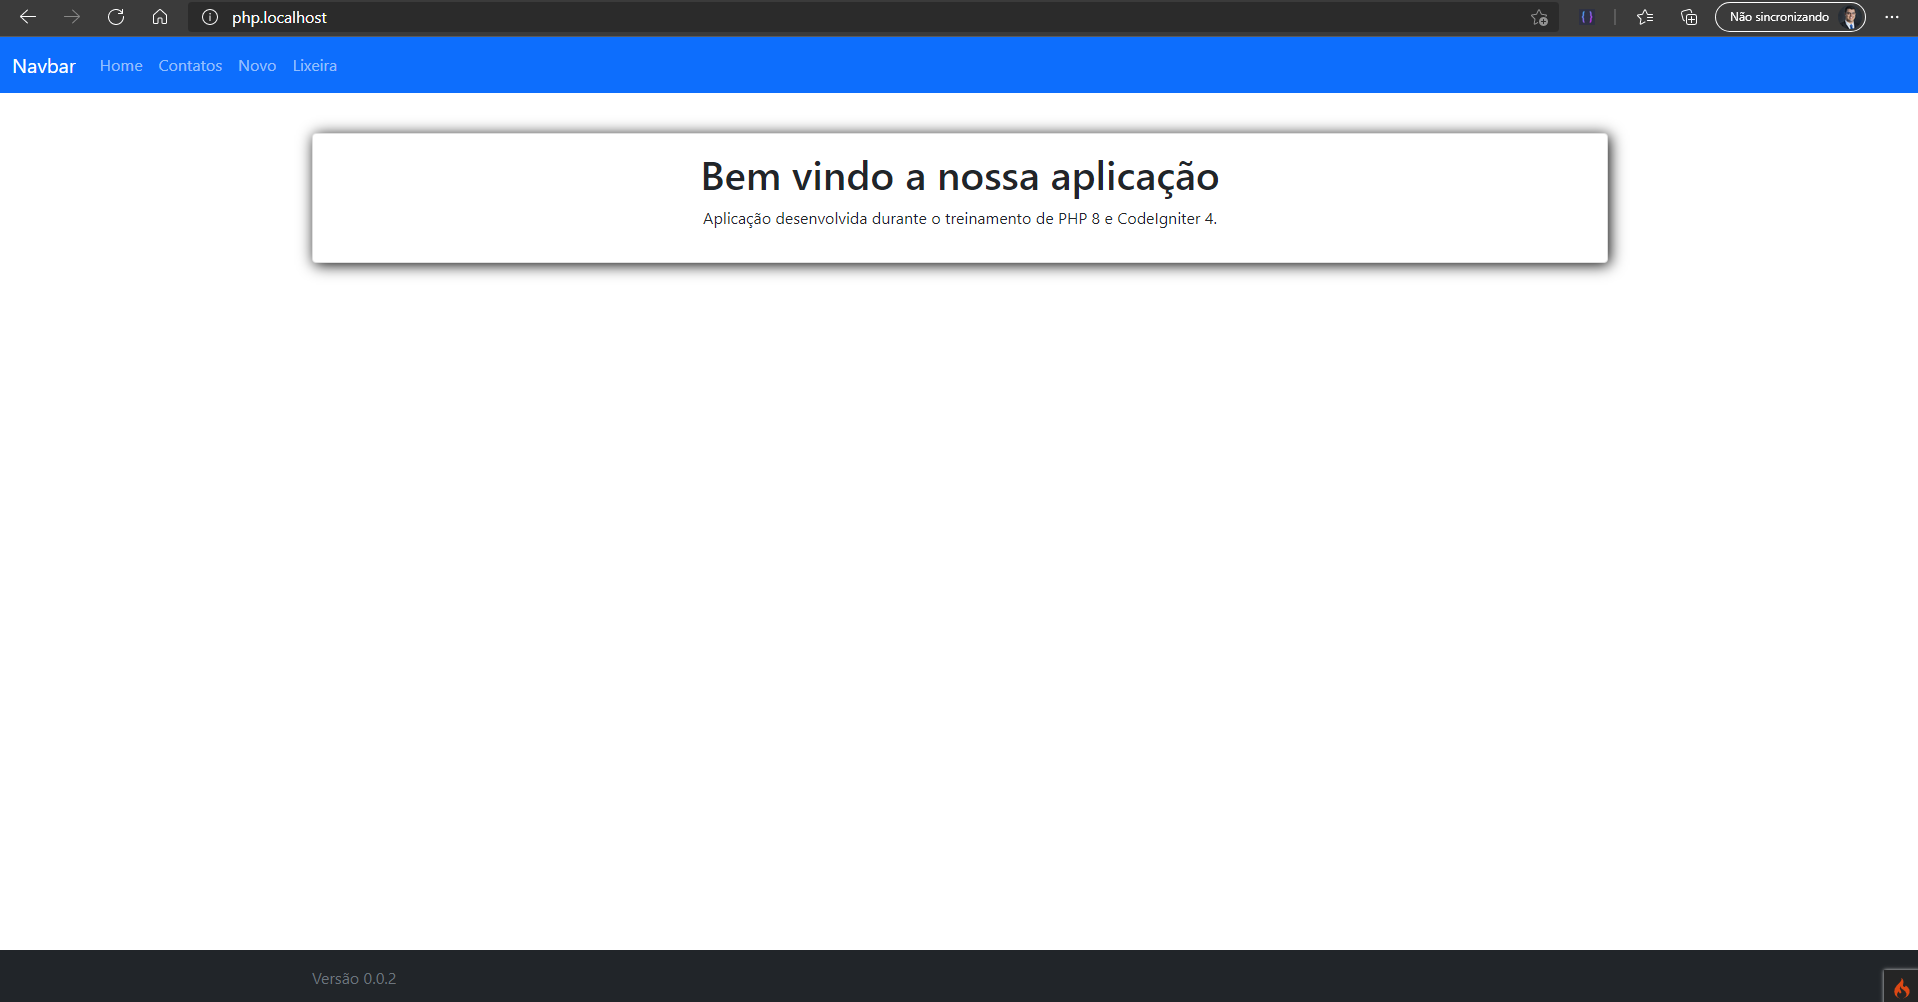 php.localhost
Não sincronizando
Navbar Home Contatos Novo Lixeira
Bem vindo a nossa aplicação
Aplicação desenvolvida durante o treinamento de PHP 8 e CodeIgniter 4.
Versão 0.0.2